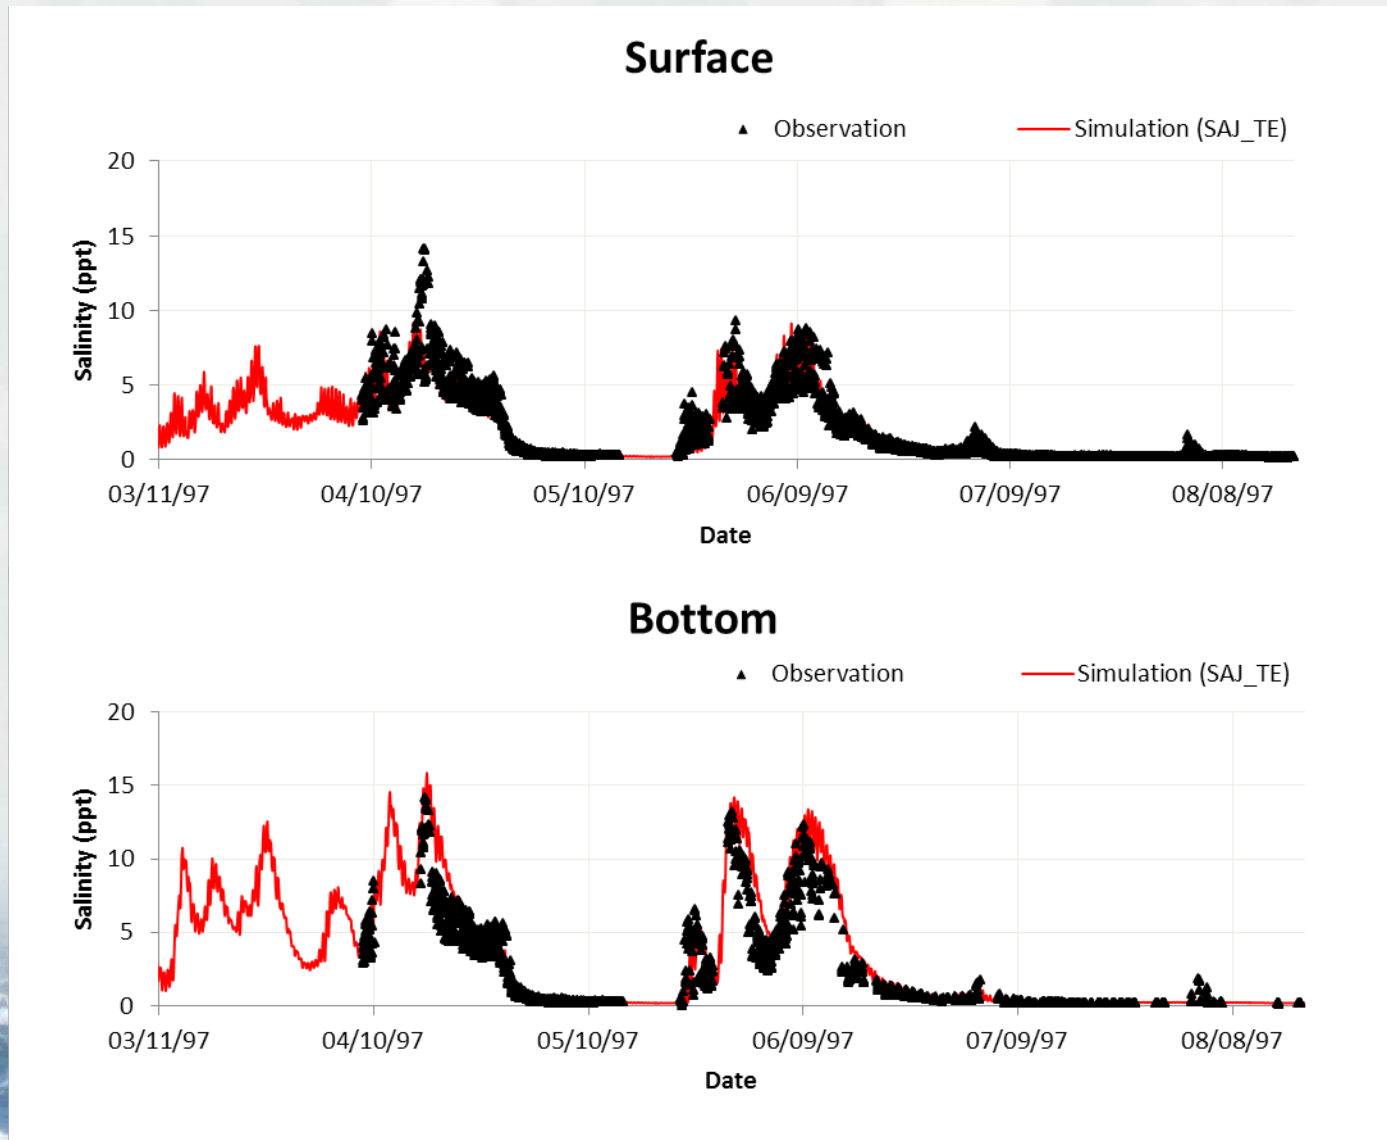 Surface
Observation Simulation (SAJ_TE)
20
15
10
5
0
Salinity (ppt)
03/11/97 04/10/97 05/10/97 06/09/97 07/09/97 08/08/97
Date
Bottom
Observation Simulation (SAJ_TE)
20
15
10
5
0
Salinity (ppt)
03/11/97 04/10/97 05/10/97 06/09/97 07/09/97 08/08/97
Date